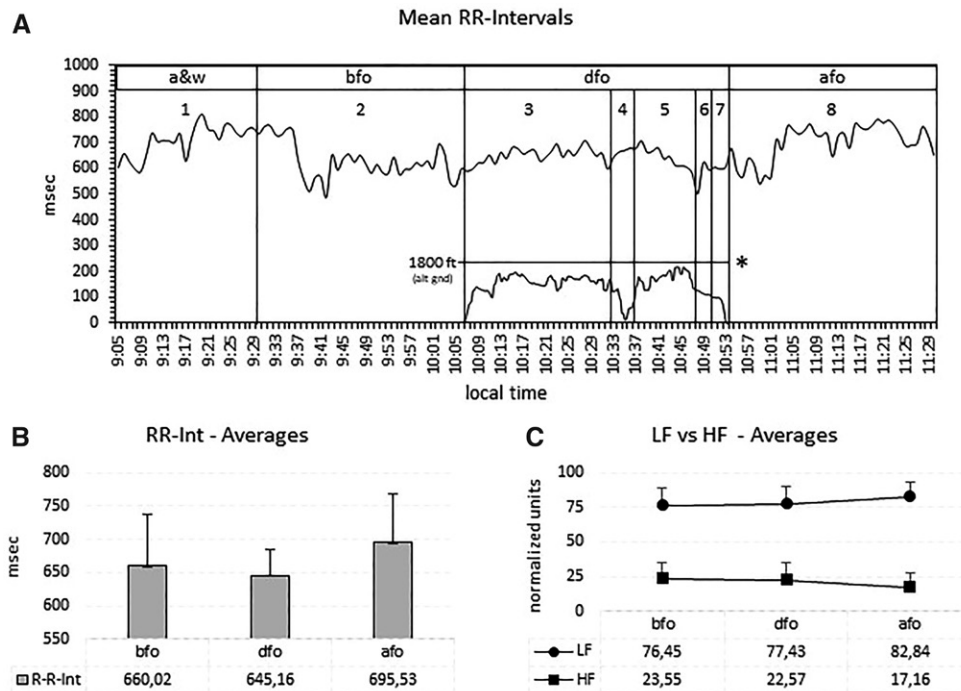 A
Mean RR-Intervals
a&w bfo dfo afo
1 2 3 4 5 6 7 8
1000
900
800
700
600
500
400
300
200
100
0
msec
1800 ft
(alt gnd)
*
9:05 9:09 9:13 9:17 9:21 9:25 9:29 9:33 9:37 9:41 9:45 9:49 9:53 9:57 10:01 10:05 10:09 10:13 10:17 10:21 10:25 10:29 10:33 10:37 10:41 10:45 10:49 10:53 10:57 11:01 11:05 11:09 11:13 11:17 11:21 11:25 11:29
local time
B
RR-Int - Averages
800
750
700
650
600
550
msec
bfo dfo afo
R-R-Int 660,02 645,16 695,53
C
LF vs HF - Averages
100
75
50
25
0
normalized units
bfo dfo afo
LF 76,45 77,43 82,84
HF 23,55 22,57 17,16